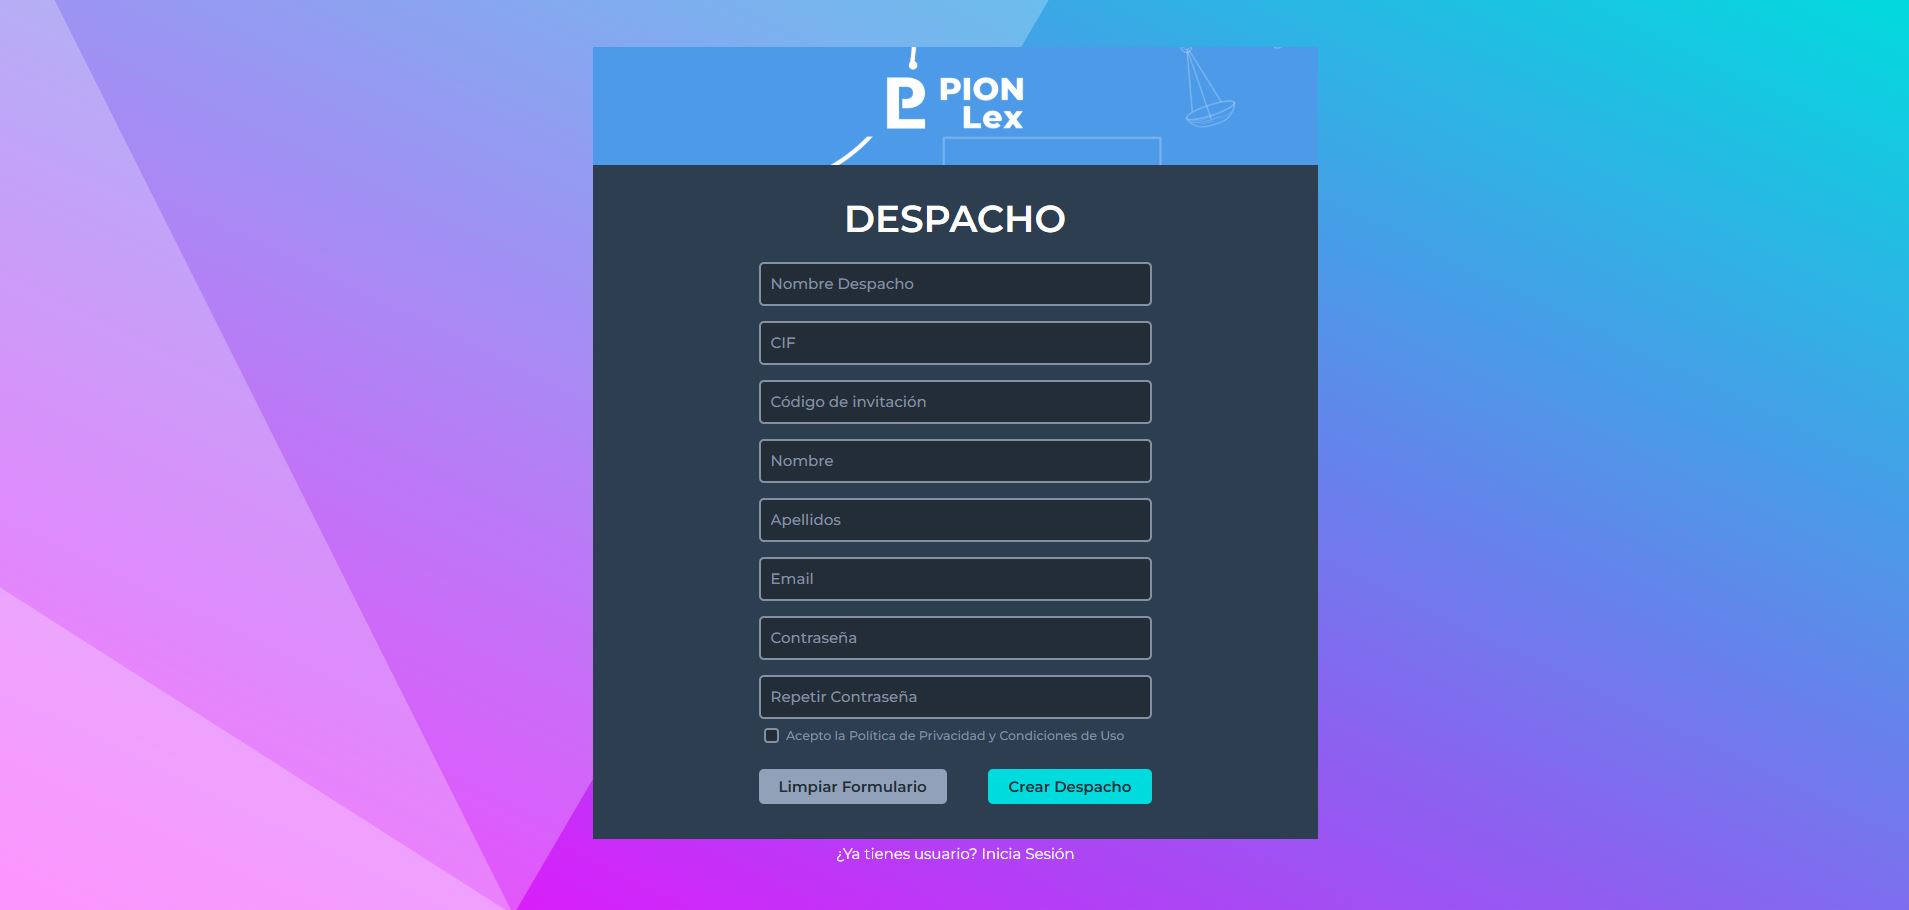 PION
Lex
DESPACHO
Nombre Despacho
CIF
Código de invitación
Nombre
Apellidos
Email
Contraseña
Repetir Contraseña
Acepto la Política de Privacidad y Condiciones de Uso
Limpiar Formulario
Crear Despacho
¿Ya tienes usuario? Inicia Sesión